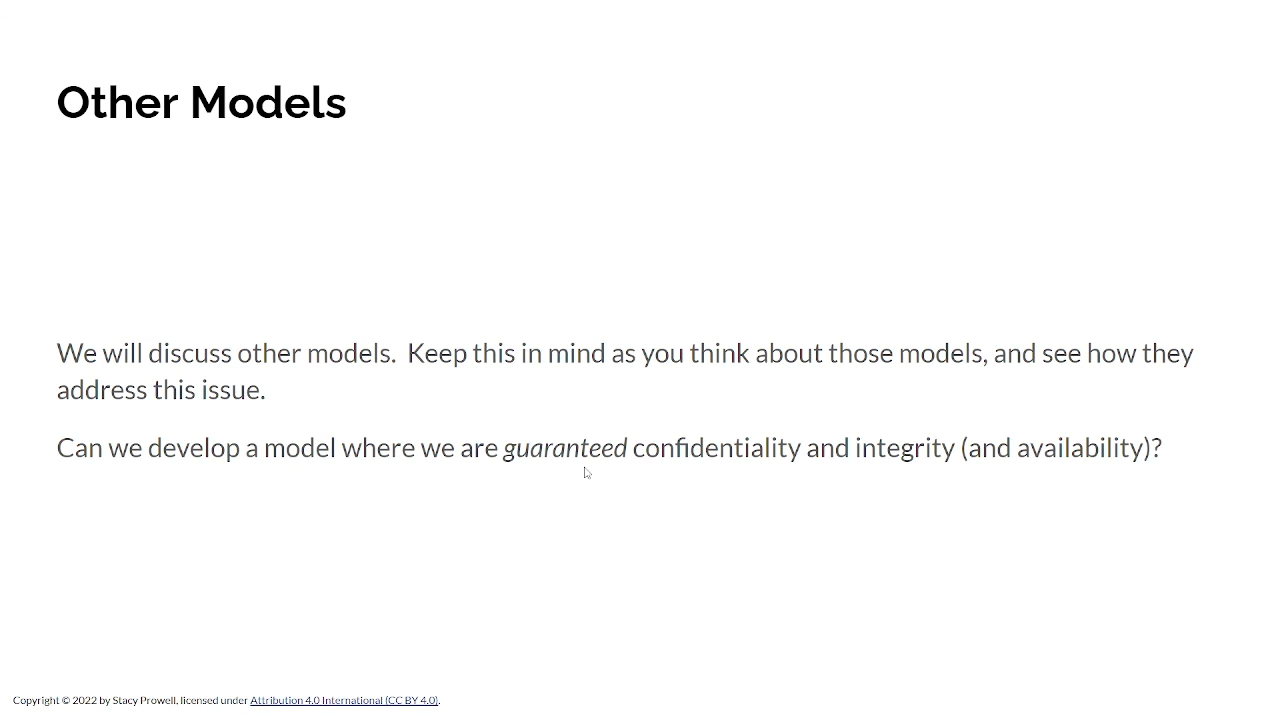 Other Models
We will discuss other models.  Keep this in mind as you think about those models, and see how they
address this issue.
Can we develop a model where we are guaranteed confidentiality and integrity (and availability)?
Copyright © 2022 by Stacy Prowell, licensed under Attribution 4.0 International (CC BY 4.0).